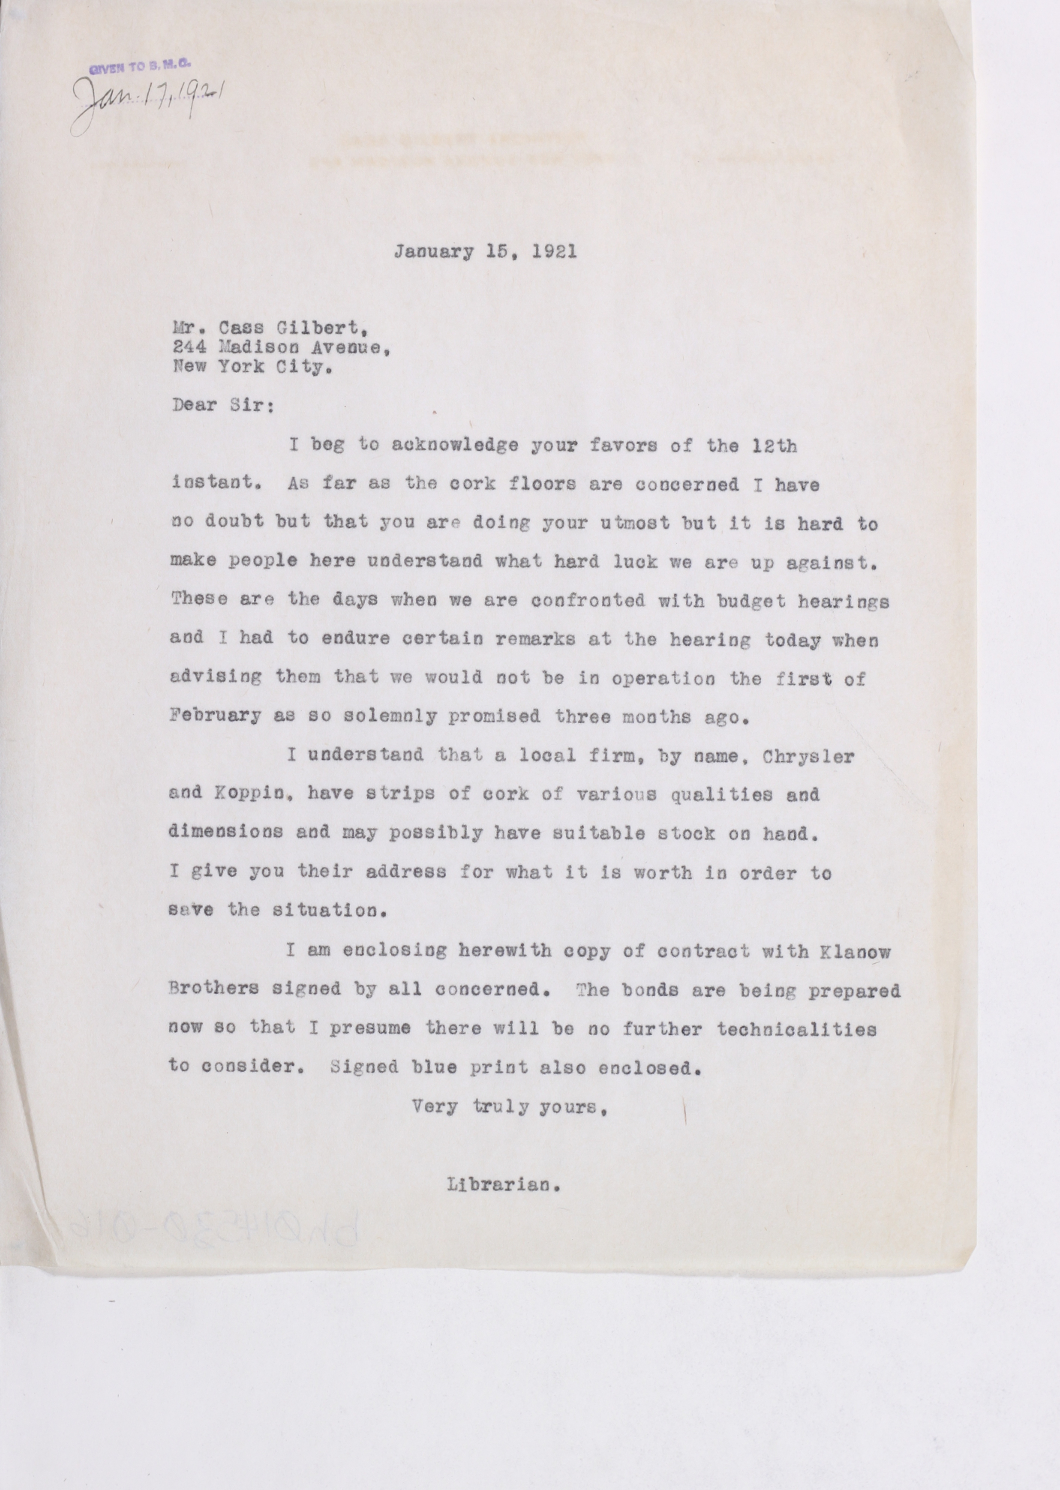 GIVEN TO S.M.G.
Jan. 17, 1921
January 15, 1921
Mr. Cass Gilbert,
244 Madison Avenue,
New York City.
Dear Sir:
I beg to acknowledge your favors of the 12th
instant. As far as the cork floors are concerned I have
no doubt but that you are doing your utmost but it is hard to
make people here understand what hard luck we are up against.
These are the days when we are confronted with budget hearings
and I had to endure certain remarks at the hearing today when
advising them that we would not be in operation the first of
February as so solemnly promised three months ago.
I understand that a local firm, by name, Chrysler
and Koppin, have strips of cork of various qualities and
dimensions and may possibly have suitable stock on hand.
I give you their address for what it is worth in order to
save the situation.
I am enclosing herewith copy of contract with Klanow
Brothers signed by all concerned. The bonds are being prepared
now so that I presume there will be no further technicalities
to consider. Signed blue print also enclosed.
Very truly yours,
Librarian.